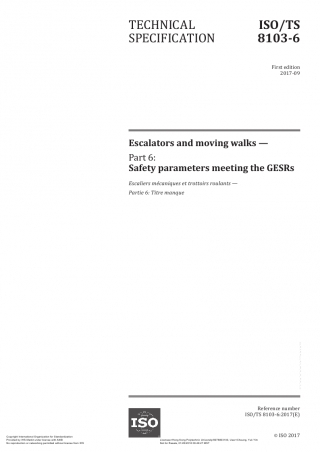 TECHNICAL
SPECIFICATION
ISO/TS
8103-6
First edition
2017-09
Escalators and moving walks —
Part 6:
Safety parameters meeting the GESRs
Escaliers mécaniques et trottoirs roulants —
Partie 6: Titre manque
Reference number
ISO/TS 8103-6:2017(E)
ISO
© ISO 2017